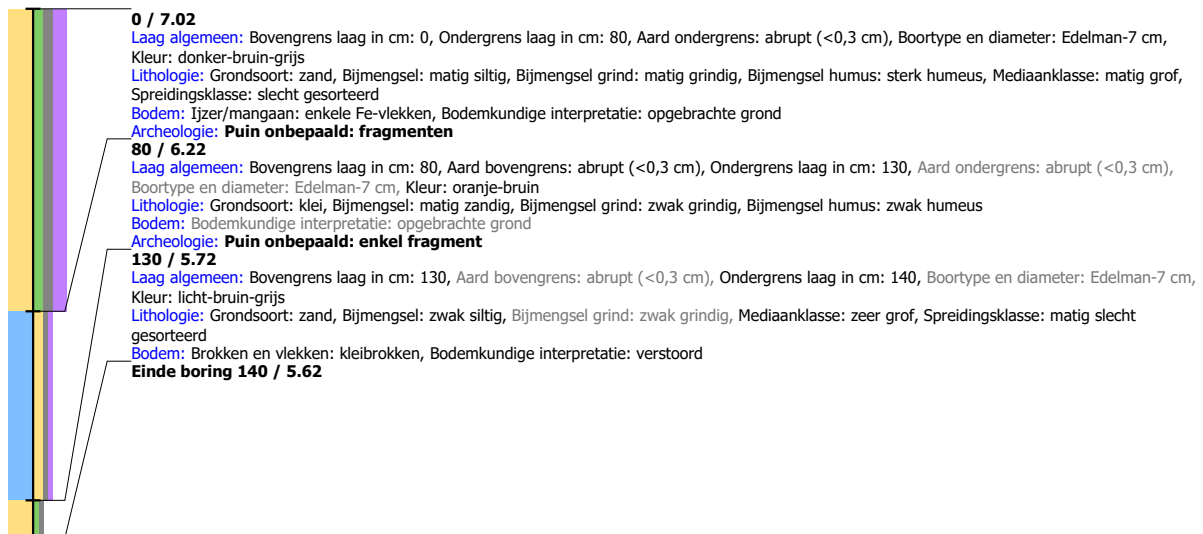 0 / 7.02
Laag algemeen: Bovengrens laag in cm: 0, Ondergrens laag in cm: 80, Aard ondergrens: abrupt (<0,3 cm), Boortype en diameter: Edelman-7 cm,
Kleur: donker-bruin-grijs
Lithologie: Grondsoort: zand, Bijmengsel: matig siltig, Bijmengsel grind: matig grindig, Bijmengsel humus: sterk humeus, Mediaanklasse: matig grof,
Spreidingsklasse: slecht gesorteerd
Bodem: Ijzer/mangaan: enkele Fe-vlekken, Bodemkundige interpretatie: opgebrachte grond
Archeologie: Puin onbepaald: fragmenten
80 / 6.22
Laag algemeen: Bovengrens laag in cm: 80, Aard bovengrens: abrupt (<0,3 cm), Ondergrens laag in cm: 130, Aard ondergrens: abrupt (<0,3 cm),
Boortype en diameter: Edelman-7 cm, Kleur: oranje-bruin
Lithologie: Grondsoort: klei, Bijmengsel: matig zandig, Bijmengsel grind: zwak grindig, Bijmengsel humus: zwak humeus
Bodem: Bodemkundige interpretatie: opgebrachte grond
Archeologie: Puin onbepaald: enkel fragment
130 / 5.72
Laag algemeen: Bovengrens laag in cm: 130, Aard bovengrens: abrupt (<0,3 cm), Ondergrens laag in cm: 140, Boortype en diameter: Edelman-7 cm,
Kleur: licht-bruin-grijs
Lithologie: Grondsoort: zand, Bijmengsel: zwak siltig, Bijmengsel grind: zwak grindig, Mediaanklasse: zeer grof, Spreidingsklasse: matig slecht
gesorteerd
Bodem: Brokken en vlekken: kleibrokken, Bodemkundige interpretatie: verstoord
Einde boring 140 / 5.62